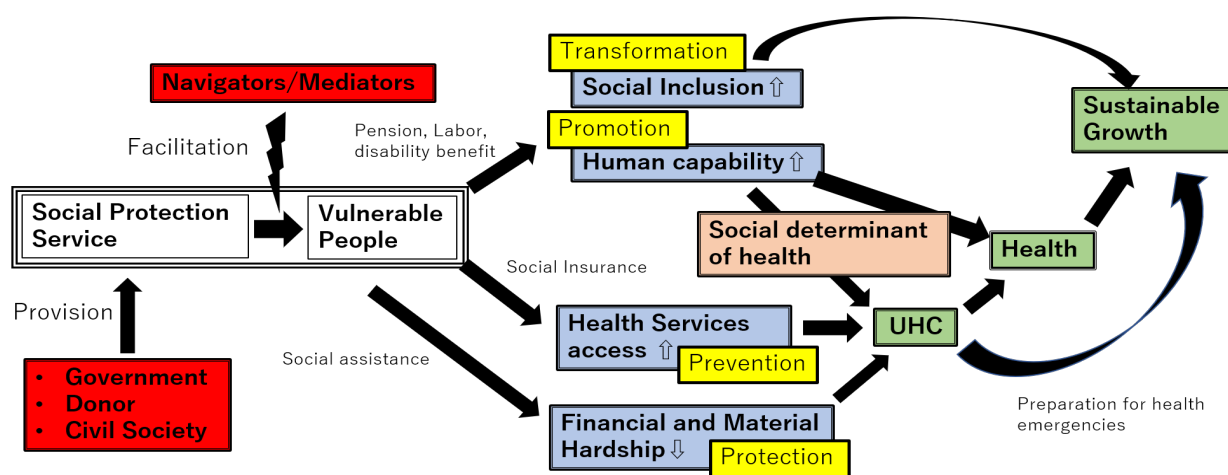 Transformation
Social Inclusion ⇧
Navigators/Mediators
Sustainable
Growth
Facilitation
Pension, Labor,
disability benefit
Promotion
Human capability ⇧
Social Protection
Service
Vulnerable
People
Social determinant
of health
Health
Social Insurance
Provision
Health Services
access ⇧
Prevention
UHC
Social assistance
• Government
• Donor
• Civil Society
Financial and Material
Hardship ⇩
Protection
Preparation for health
emergencies